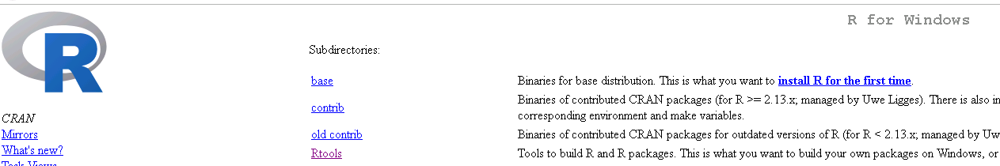 R
R for Windows
Subdirectories:
base
Binaries for base distribution. This is what you want to install R for the first time.
contrib
Binaries of contributed CRAN packages (for R >= 2.13.x; managed by Uwe Ligges). There is also in
corresponding environment and make variables.
old contrib
Binaries of contributed CRAN packages for outdated versions of R (for R < 2.13.x; managed by Uw
Rtools
Tools to build R and R packages. This is what you want to build your own packages on Windows, or
CRAN
Mirrors
What's new?
Task Views